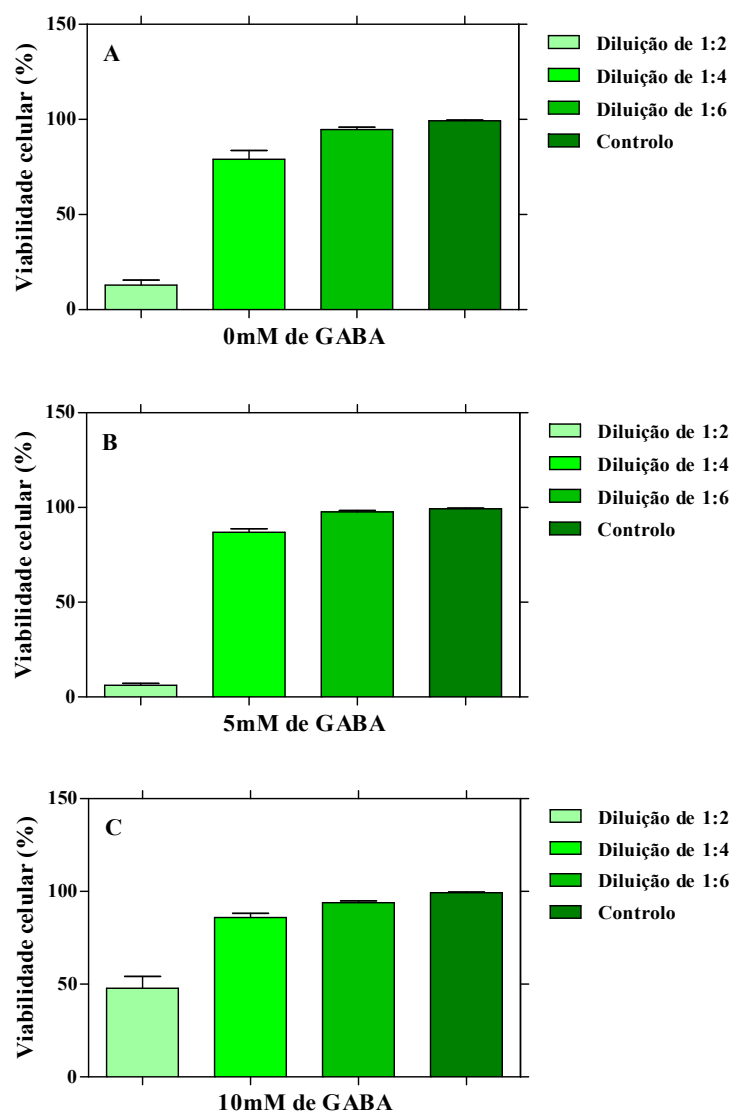 150
100
50
0
Viabilidade celular (%)
A
0mM de GABA
Diluição de 1:2
Diluição de 1:4
Diluição de 1:6
Controlo
150
100
50
0
Viabilidade celular (%)
B
5mM de GABA
Diluição de 1:2
Diluição de 1:4
Diluição de 1:6
Controlo
150
100
50
0
Viabilidade celular (%)
C
10mM de GABA
Diluição de 1:2
Diluição de 1:4
Diluição de 1:6
Controlo